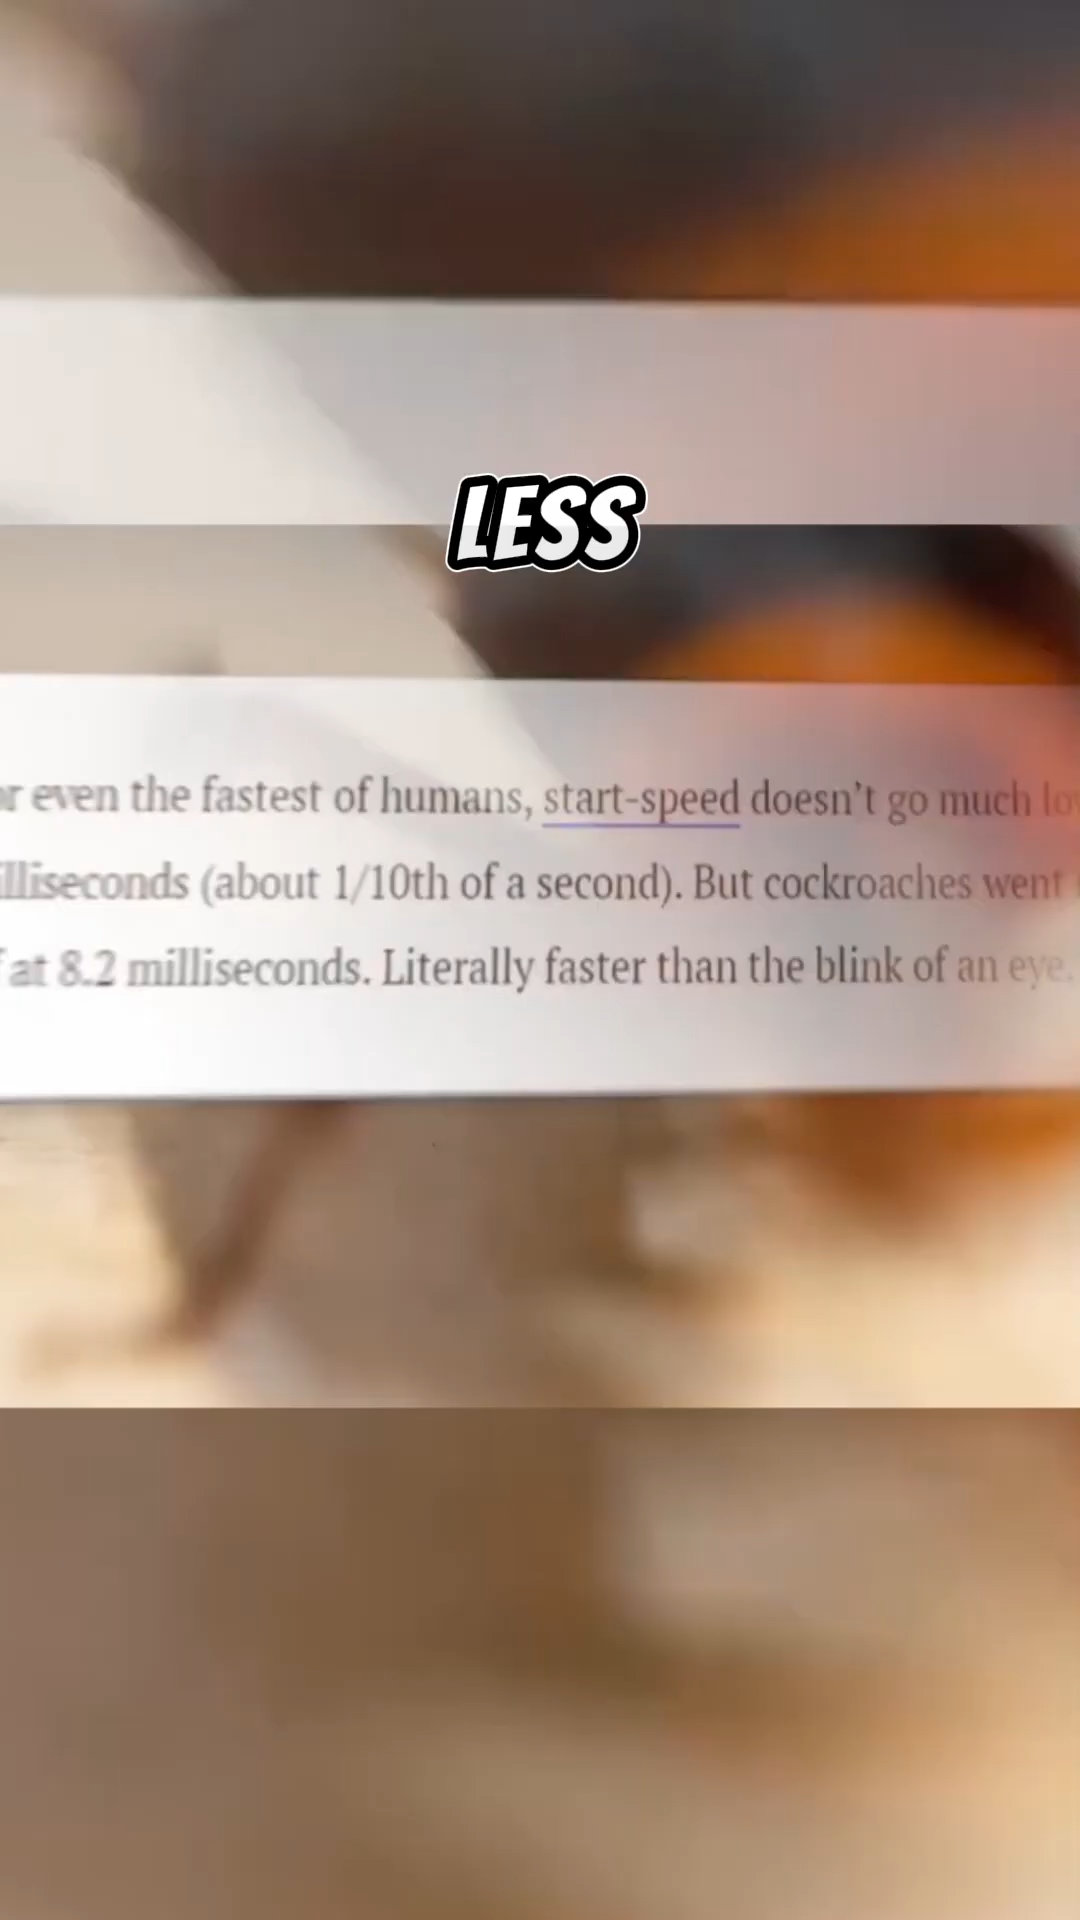 LESS
r even the fastest of humans, start-speed doesn't go much lo
illiseconds (about 1/10th of a second). But cockroaches went
at 8.2 milliseconds. Literally faster than the blink of an eye.